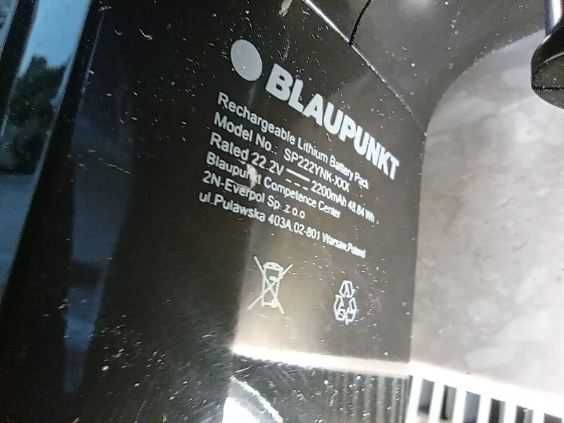 BLAUPUNKT
Rechargeable Lithium Battery Pack
Model No. SP222YNK-XXX
Rated 22.2V 2200mAh 48.84 Wh
Blaupunkt Competence Center
2N-Everpol Sp. z o.o
ul.Pulawska 403A,02-801 Warsaw,Poland